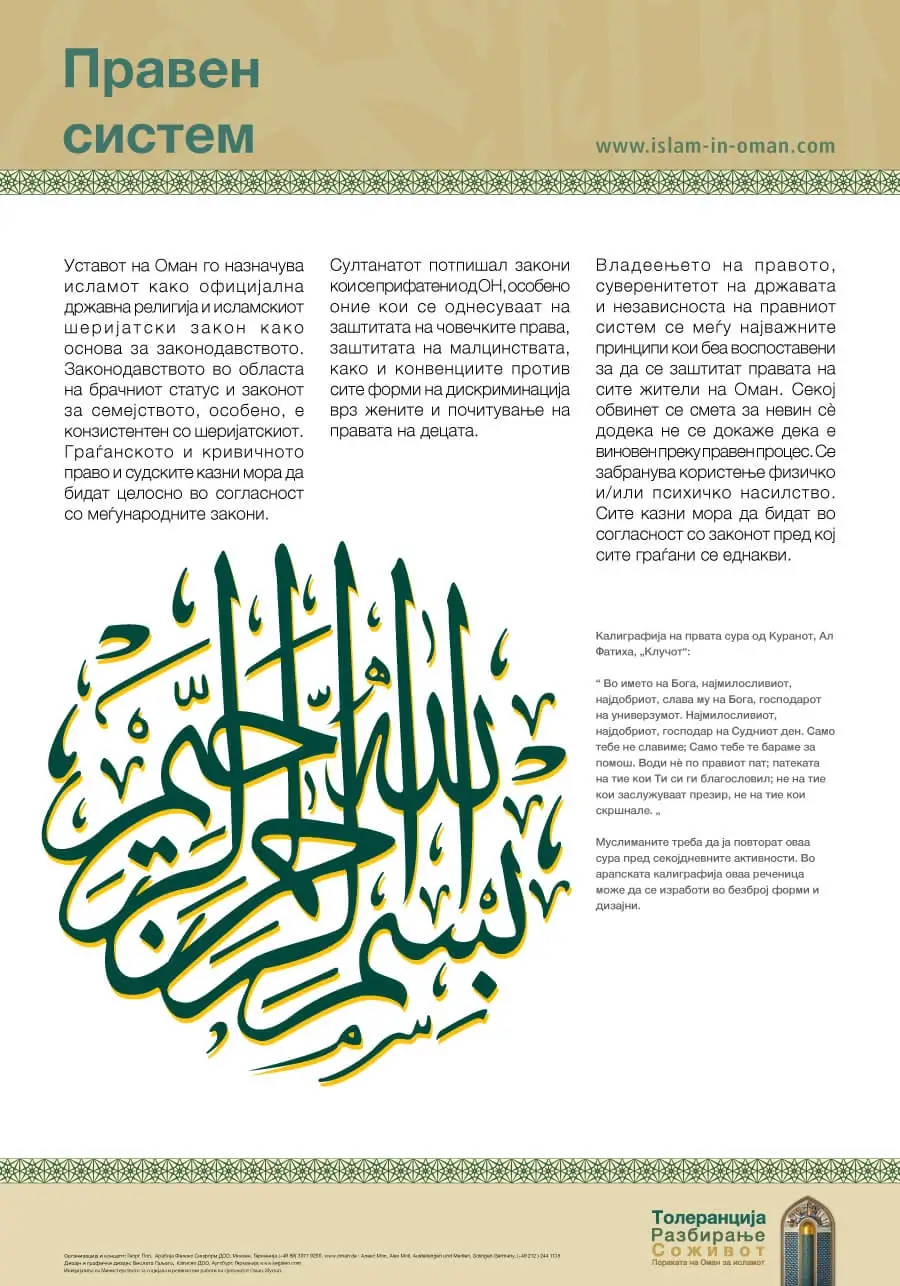 Правен
систем
www.islam-in-oman.com
Уставот на Оман го назначува
исламот како официјална
државна религија и исламскиот
шеријатски закон како
основа за законодавството.
Законодавството во областа
на брачниот статус и законот
за семејството, особено, е
конзистентен со шеријатскиот.
Граѓанското и кривичното
право и судските казни мора да
бидат целосно во согласност
со меѓународните закони.
Султанатот потпишал закони
кои се прифатени од ОН, особено
оние кои се однесуваат на
заштитата на човечките права,
заштитата на малцинствата,
како и конвенциите против
сите форми на дискриминација
врз жените и почитување на
правата на децата.
Владеењето на правото,
суверенитетот на државата
и независноста на правниот
систем се меѓу најважните
принципи кои беа воспоставени
за да се заштитат правата на
сите жители на Оман. Секој
обвинет се смета за невин сѐ
додека не се докаже дека е
виновен преку правен процес. Се
забранува користење физичко
и/или психичко насилство.
Сите казни мора да бидат во
согласност со законот пред кој
сите граѓани се еднакви.
بسم الله الرحمن الرحيم
Калиграфија на првата сура од Куранот, Ал
Фатиха, „Клучот“:
“ Во името на Бога, најмилосливиот,
најдобриот, слава му на Бога, господарот
на универзумот. Најмилосливиот,
најдобриот, господар на Судниот ден. Само
тебе не славиме; Само тебе те бараме за
помош. Води нѐ по правиот пат; патеката
на тие кои Ти си ги благословил; не на тие
кои заслужуваат презир, не на тие кои
скршнале. „
Муслиманите треба да ја повторат оваа
сура пред секојдневните активности. Во
арапската калиграфија оваа реченица
може да се изработи во безброј форми и
дизајни.
Толеранција
Разбирање
Соживот
Пораката на Оман за исламот